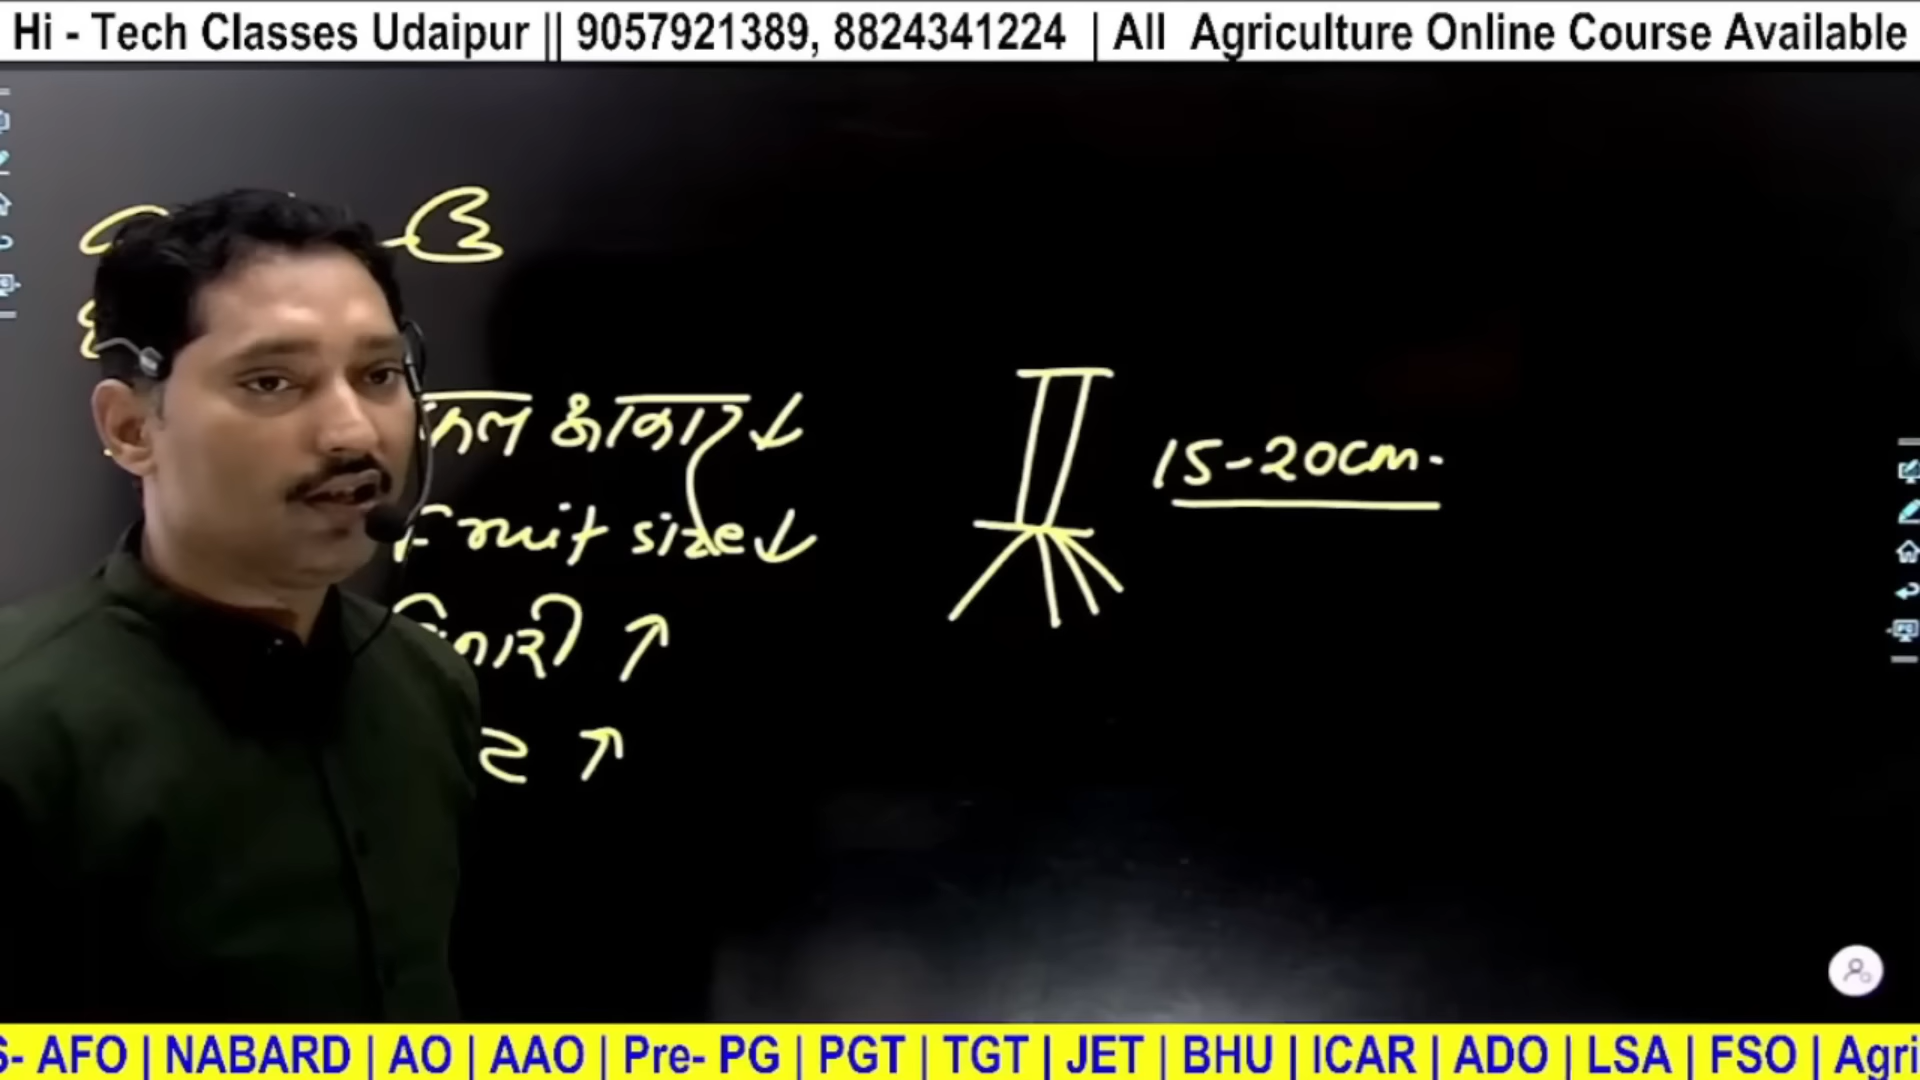 Hi - Tech Classes Udaipur || 9057921389, 8824341224 | All Agriculture Online Course Available
आकार ↓
Fruit size ↓
↑
↑
15-20cm.
S- AFO | NABARD | AO | AAO | Pre- PG | PGT | TGT | JET | BHU | ICAR | ADO | LSA | FSO | Agri